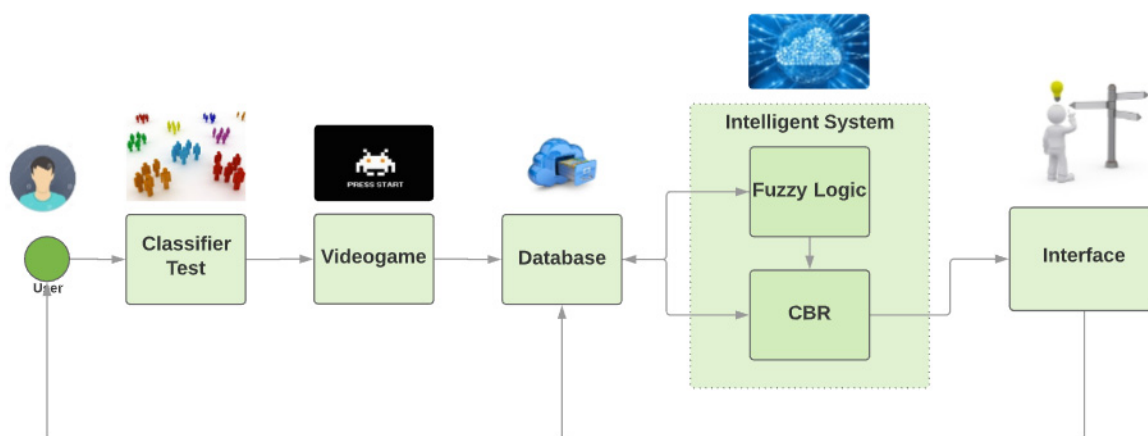 Intelligent System
PRESS START
Fuzzy Logic
Classifier
Test
Videogame
Database
Interface
User
CBR